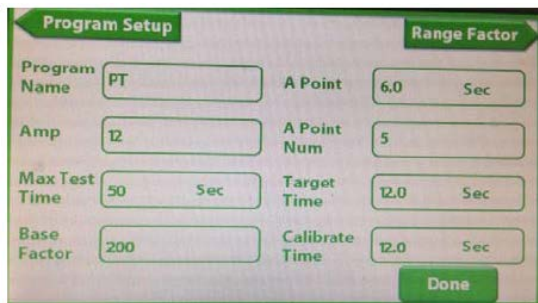 Program Setup
Range Factor
Program
Name
PT
A Point
6.0 Sec
Amp
12
A Point
Num
5
Max Test
Time
50 Sec
Target
Time
12.0 Sec
Base
Factor
200
Calibrate
Time
12.0 Sec
Done